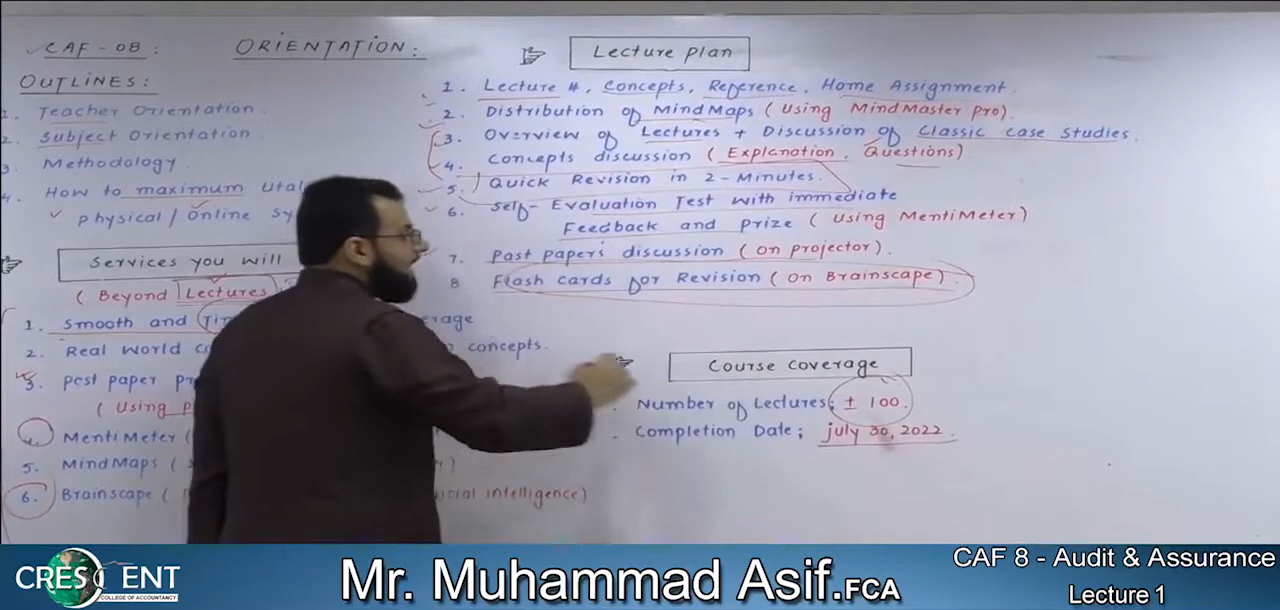 CAF-08:
ORIENTATION:
OUTLINES:
1. Teacher Orientation
2. Subject Orientation
3. Methodology
4. How to maximum
physical / Online
Services you will
(Beyond Lectures
1. Smooth and
2. Real World concepts.
3. past paper
(Using
4. MentiMeter (
5. MindMaps (
6. Brainscape ( intelligence)
Lecture plan
1. Lecture #, Concepts, Reference, Home Assignment.
2. Distribution of MindMaps (Using MindMaster Pro).
3. Overview of Lectures + Discussion of Classic case studies.
4. Concepts discussion (Explanation, Questions)
5. Quick Revision in 2-Minutes.
6. Self-Evaluation Test with immediate
Feedback and prize (Using MentiMeter)
7. Past papers discussion (on projector).
8 Flash cards for Revision (on Brainscape).
Course coverage
. Number of Lectures; ± 100.
. Completion Date; july 30, 2022.
CRESCENT
COLLEGE OF ACCOUNTANCY
Mr. Muhammad Asif.FCA
CAF 8 - Audit & Assurance
Lecture 1